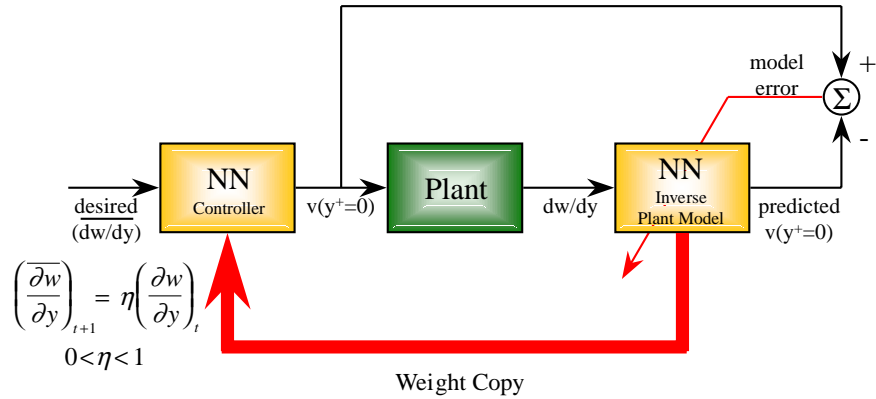 model
error
+
Σ
-
NN
Controller
Plant
NN
Inverse
Plant Model
desired
(dw/dy)
v(y⁺=0)
dw/dy
predicted
v(y⁺=0)
(∂w̅/∂y)ₜ₊₁ = η(∂w/∂y)ₜ
0<η<1
Weight Copy